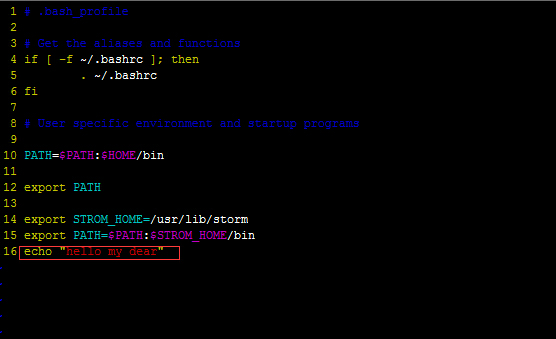 1 # .bash_profile
2
3 # Get the aliases and functions
4 if [ -f ~/.bashrc ]; then
5         . ~/.bashrc
6 fi
7
8 # User specific environment and startup programs
9
10 PATH=$PATH:$HOME/bin
11
12 export PATH
13
14 export STROM_HOME=/usr/lib/storm
15 export PATH=$PATH:$STROM_HOME/bin
16 echo "hello my dear"
~
~
~
~